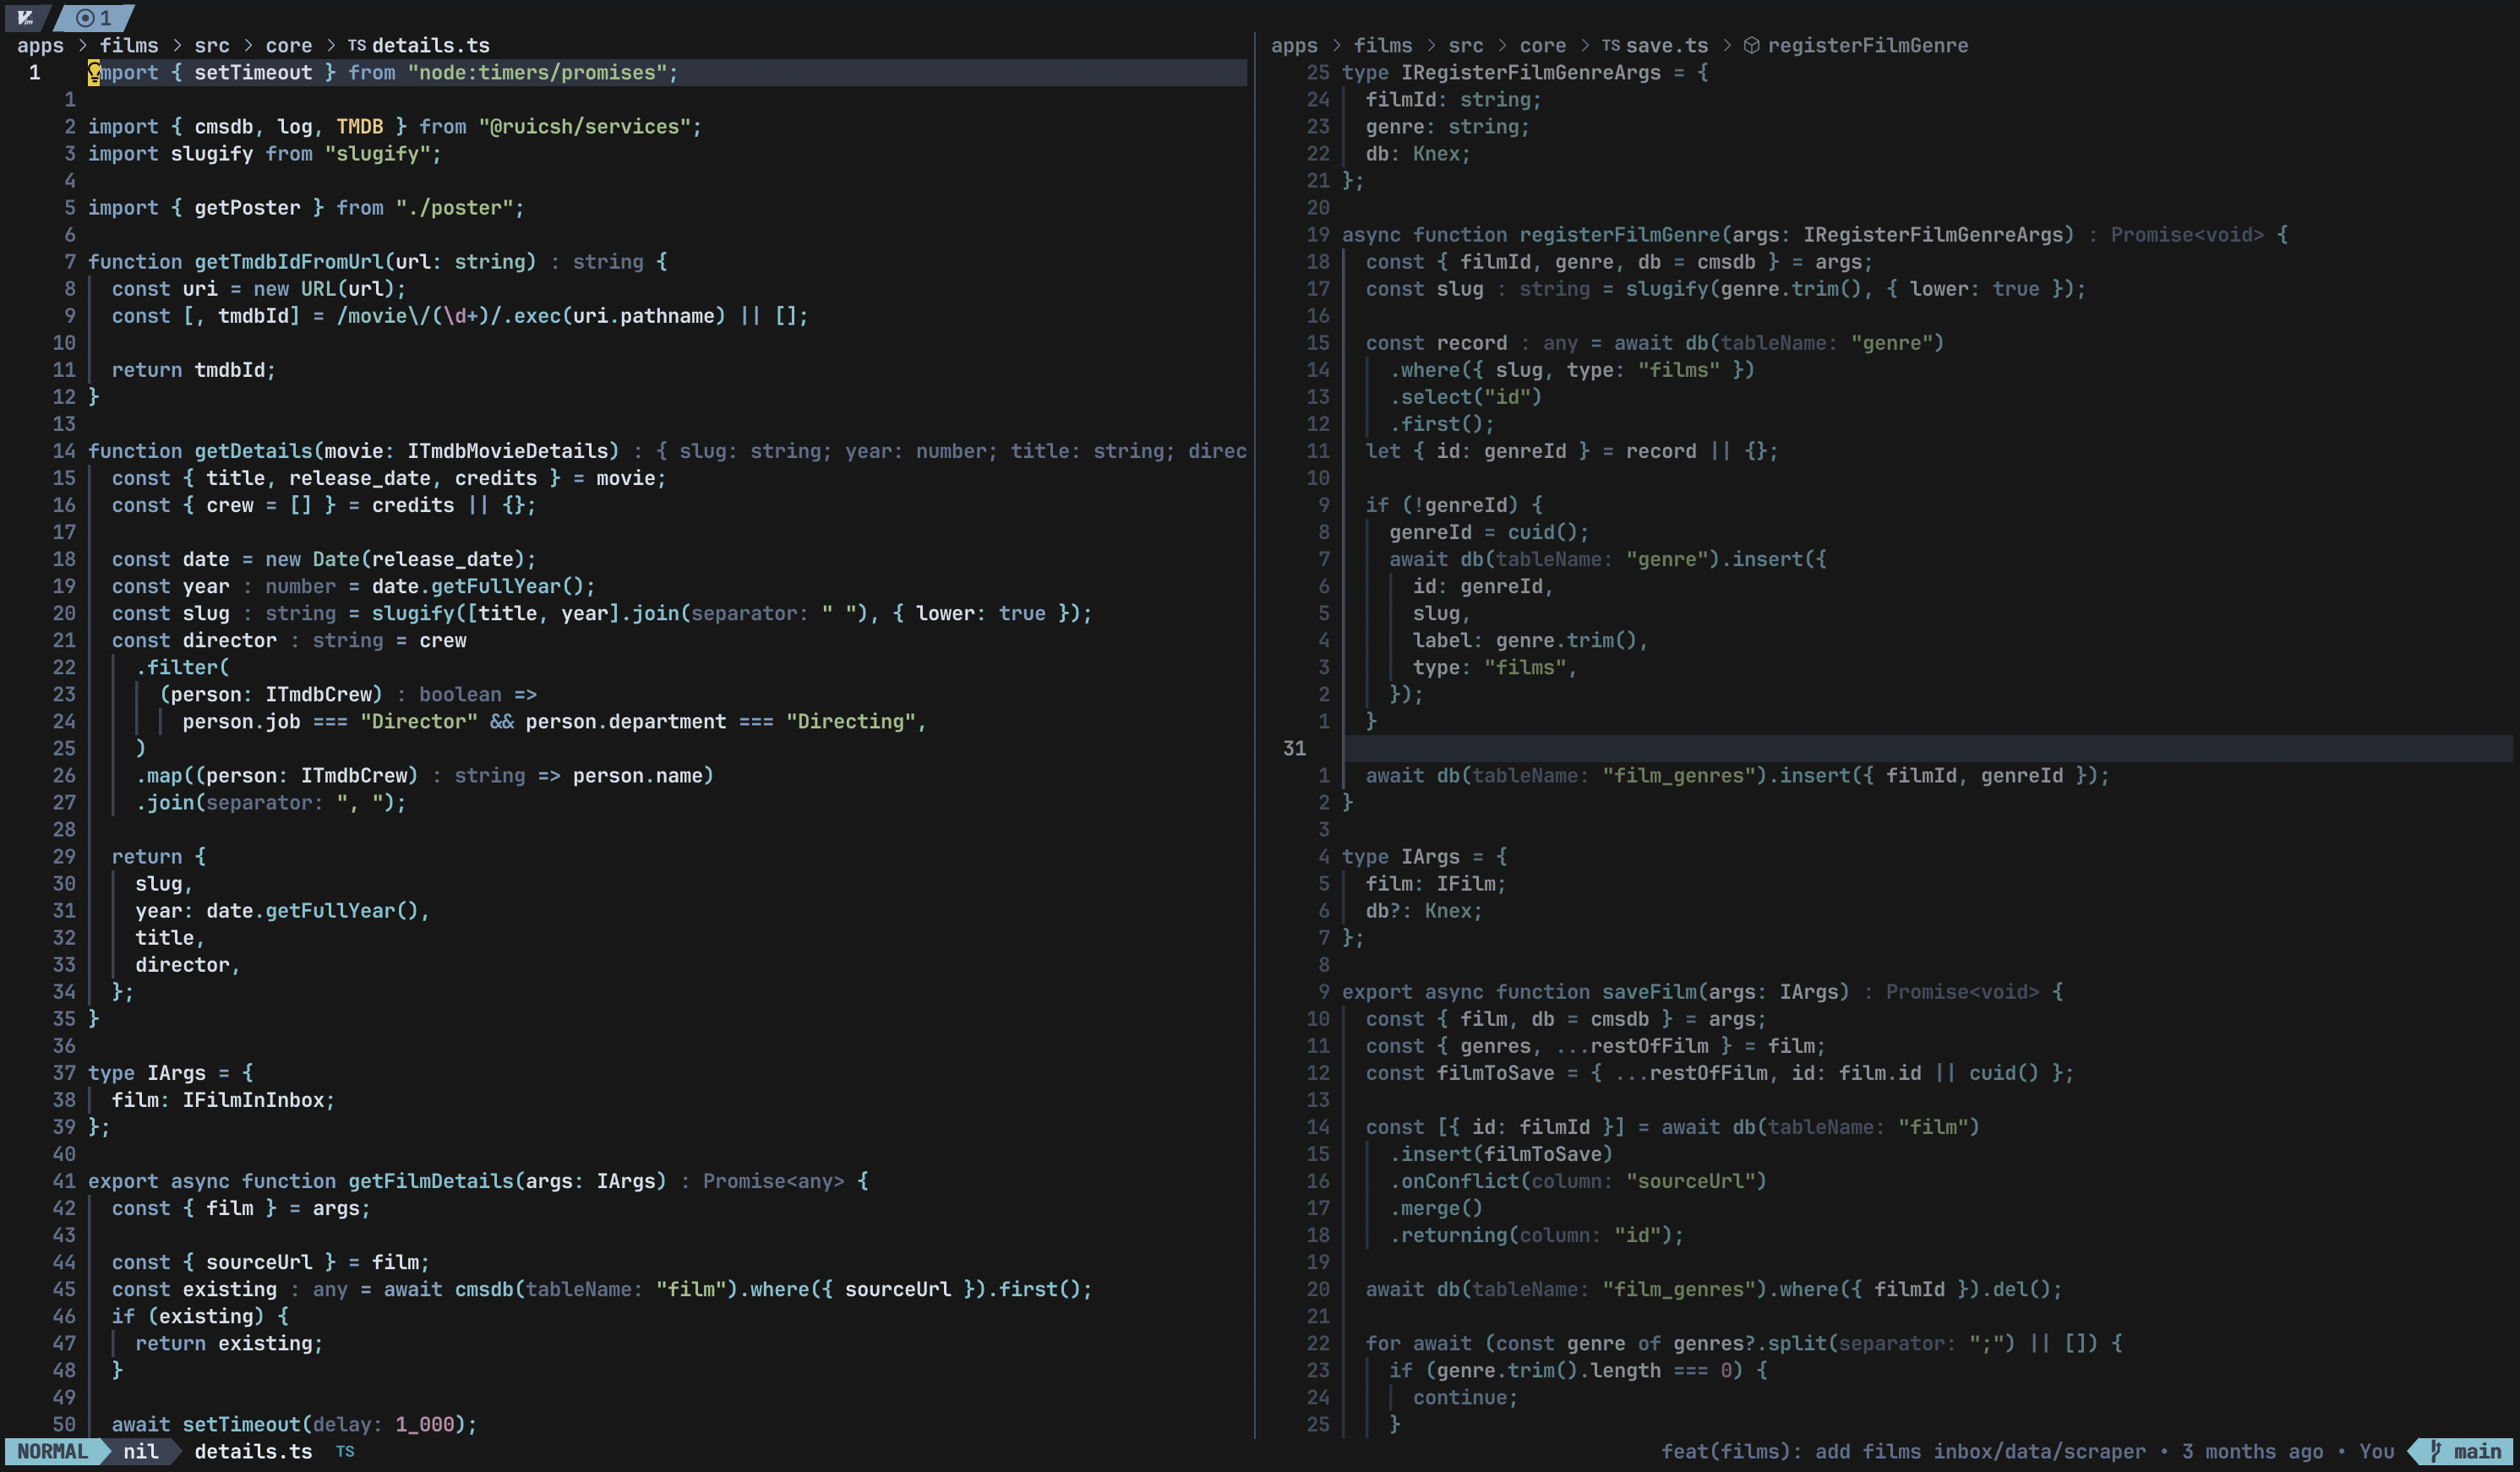 1
apps > films > src > core > TS details.ts
1 import { setTimeout } from "node:timers/promises";
1
2 import { cmsdb, log, TMDB } from "@ruicsh/services";
3 import slugify from "slugify";
4
5 import { getPoster } from "./poster";
6
7 function getTmdbIdFromUrl(url: string) : string {
8   const uri = new URL(url);
9   const [, tmdbId] = /movie\/(\d+)/.exec(uri.pathname) || [];
10
11   return tmdbId;
12 }
13
14 function getDetails(movie: ITmdbMovieDetails) : { slug: string; year: number; title: string; direc
15   const { title, release_date, credits } = movie;
16   const { crew = [] } = credits || {};
17
18   const date = new Date(release_date);
19   const year : number = date.getFullYear();
20   const slug : string = slugify([title, year].join(separator: " "), { lower: true });
21   const director : string = crew
22     .filter(
23       (person: ITmdbCrew) : boolean =>
24         person.job === "Director" && person.department === "Directing",
25     )
26     .map((person: ITmdbCrew) : string => person.name)
27     .join(separator: ", ");
28
29   return {
30     slug,
31     year: date.getFullYear(),
32     title,
33     director,
34   };
35 }
36
37 type IArgs = {
38   film: IFilmInInbox;
39 };
40
41 export async function getFilmDetails(args: IArgs) : Promise<any> {
42   const { film } = args;
43
44   const { sourceUrl } = film;
45   const existing : any = await cmsdb(tableName: "film").where({ sourceUrl }).first();
46   if (existing) {
47     return existing;
48   }
49
50   await setTimeout(delay: 1_000);
apps > films > src > core > TS save.ts > registerFilmGenre
25 type IRegisterFilmGenreArgs = {
24   filmId: string;
23   genre: string;
22   db: Knex;
21 };
20
19 async function registerFilmGenre(args: IRegisterFilmGenreArgs) : Promise<void> {
18   const { filmId, genre, db = cmsdb } = args;
17   const slug : string = slugify(genre.trim(), { lower: true });
16
15   const record : any = await db(tableName: "genre")
14     .where({ slug, type: "films" })
13     .select("id")
12     .first();
11   let { id: genreId } = record || {};
10
9   if (!genreId) {
8     genreId = cuid();
7     await db(tableName: "genre").insert({
6       id: genreId,
5       slug,
4       label: genre.trim(),
3       type: "films",
2     });
1   }
31
1   await db(tableName: "film_genres").insert({ filmId, genreId });
2 }
3
4 type IArgs = {
5   film: IFilm;
6   db?: Knex;
7 };
8
9 export async function saveFilm(args: IArgs) : Promise<void> {
10   const { film, db = cmsdb } = args;
11   const { genres, ...restOfFilm } = film;
12   const filmToSave = { ...restOfFilm, id: film.id || cuid() };
13
14   const [{ id: filmId }] = await db(tableName: "film")
15     .insert(filmToSave)
16     .onConflict(column: "sourceUrl")
17     .merge()
18     .returning(column: "id");
19
20   await db(tableName: "film_genres").where({ filmId }).del();
21
22   for await (const genre of genres?.split(separator: ";") || []) {
23     if (genre.trim().length === 0) {
24       continue;
25     }
NORMAL nil details.ts TS
feat(films): add films inbox/data/scraper • 3 months ago • You main